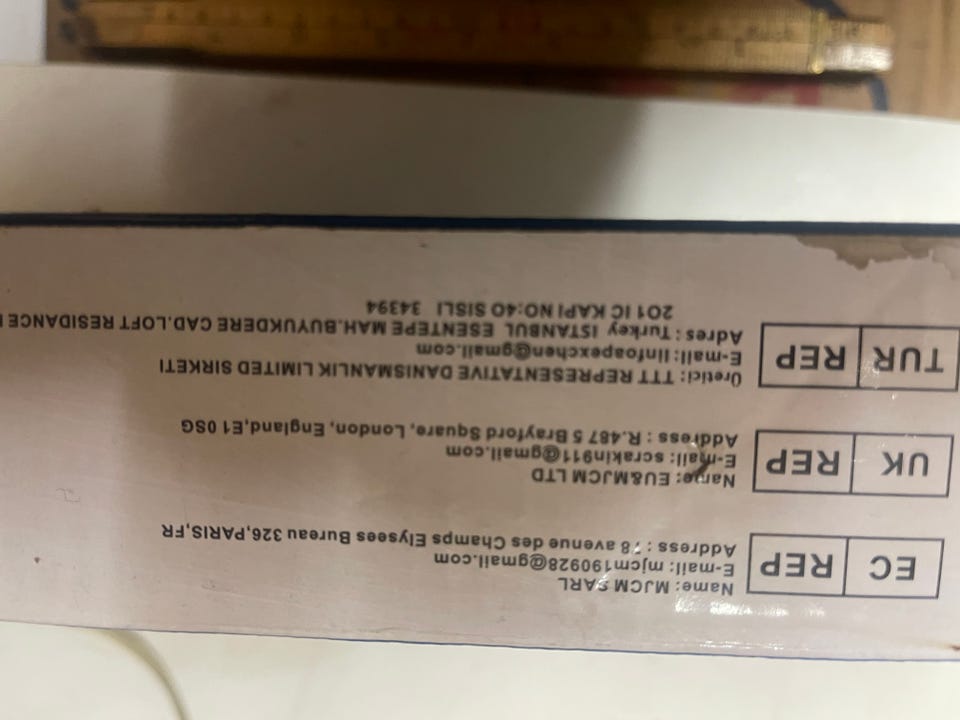 EC REP
Name: MJCM SARL
E-mail: mjcm190928@gmail.com
Address : 78 avenue des Champs Elysees Bureau 326,PARIS,FR
UK REP
Name: EU&MJCM LTD
E-mail: scrakin911@gmail.com
Address : R.487 5 Brayford Square, London, England,E1 0SG
TUR REP
Üretici: TTT REPRESENTATIVE DANISMANLIK LIMITED SIRKETI
E-mail: linfoapexchen@gmail.com
Adres : Turkey ISTANBUL ESENTEPE MAH.BUYUKDERE CAD.LOFT RESIDANCE
201 IC KAPI NO:40 SISLI 34394